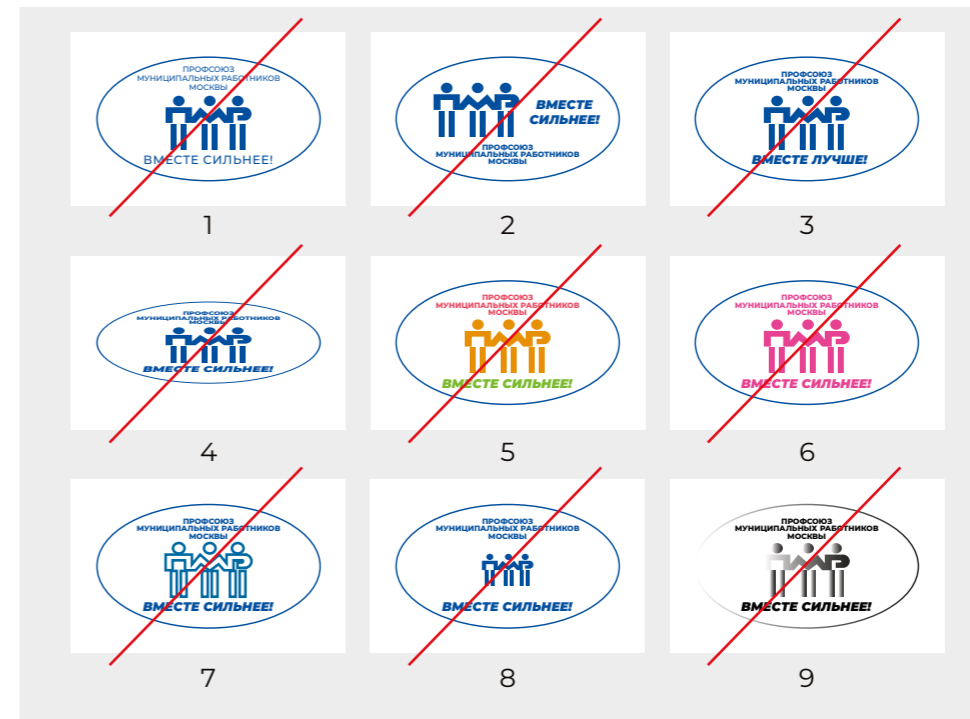 ПРОФСОЮЗ
МУНИЦИПАЛЬНЫХ РАБОТНИКОВ
МОСКВЫ
ВМЕСТЕ СИЛЬНЕЕ!
1
ВМЕСТЕ
СИЛЬНЕЕ!
ПРОФСОЮЗ
МУНИЦИПАЛЬНЫХ РАБОТНИКОВ
МОСКВЫ
2
ПРОФСОЮЗ
МУНИЦИПАЛЬНЫХ РАБОТНИКОВ
МОСКВЫ
ВМЕСТЕ ЛУЧШЕ!
3
ПРОФСОЮЗ
МУНИЦИПАЛЬНЫХ РАБОТНИКОВ
МОСКВЫ
ВМЕСТЕ СИЛЬНЕЕ!
4
ПРОФСОЮЗ
МУНИЦИПАЛЬНЫХ РАБОТНИКОВ
МОСКВЫ
ВМЕСТЕ СИЛЬНЕЕ!
5
ПРОФСОЮЗ
МУНИЦИПАЛЬНЫХ РАБОТНИКОВ
МОСКВЫ
ВМЕСТЕ СИЛЬНЕЕ!
6
ПРОФСОЮЗ
МУНИЦИПАЛЬНЫХ РАБОТНИКОВ
МОСКВЫ
ВМЕСТЕ СИЛЬНЕЕ!
7
ПРОФСОЮЗ
МУНИЦИПАЛЬНЫХ РАБОТНИКОВ
МОСКВЫ
ВМЕСТЕ СИЛЬНЕЕ!
8
ПРОФСОЮЗ
МУНИЦИПАЛЬНЫХ РАБОТНИКОВ
МОСКВЫ
ВМЕСТЕ СИЛЬНЕЕ!
9